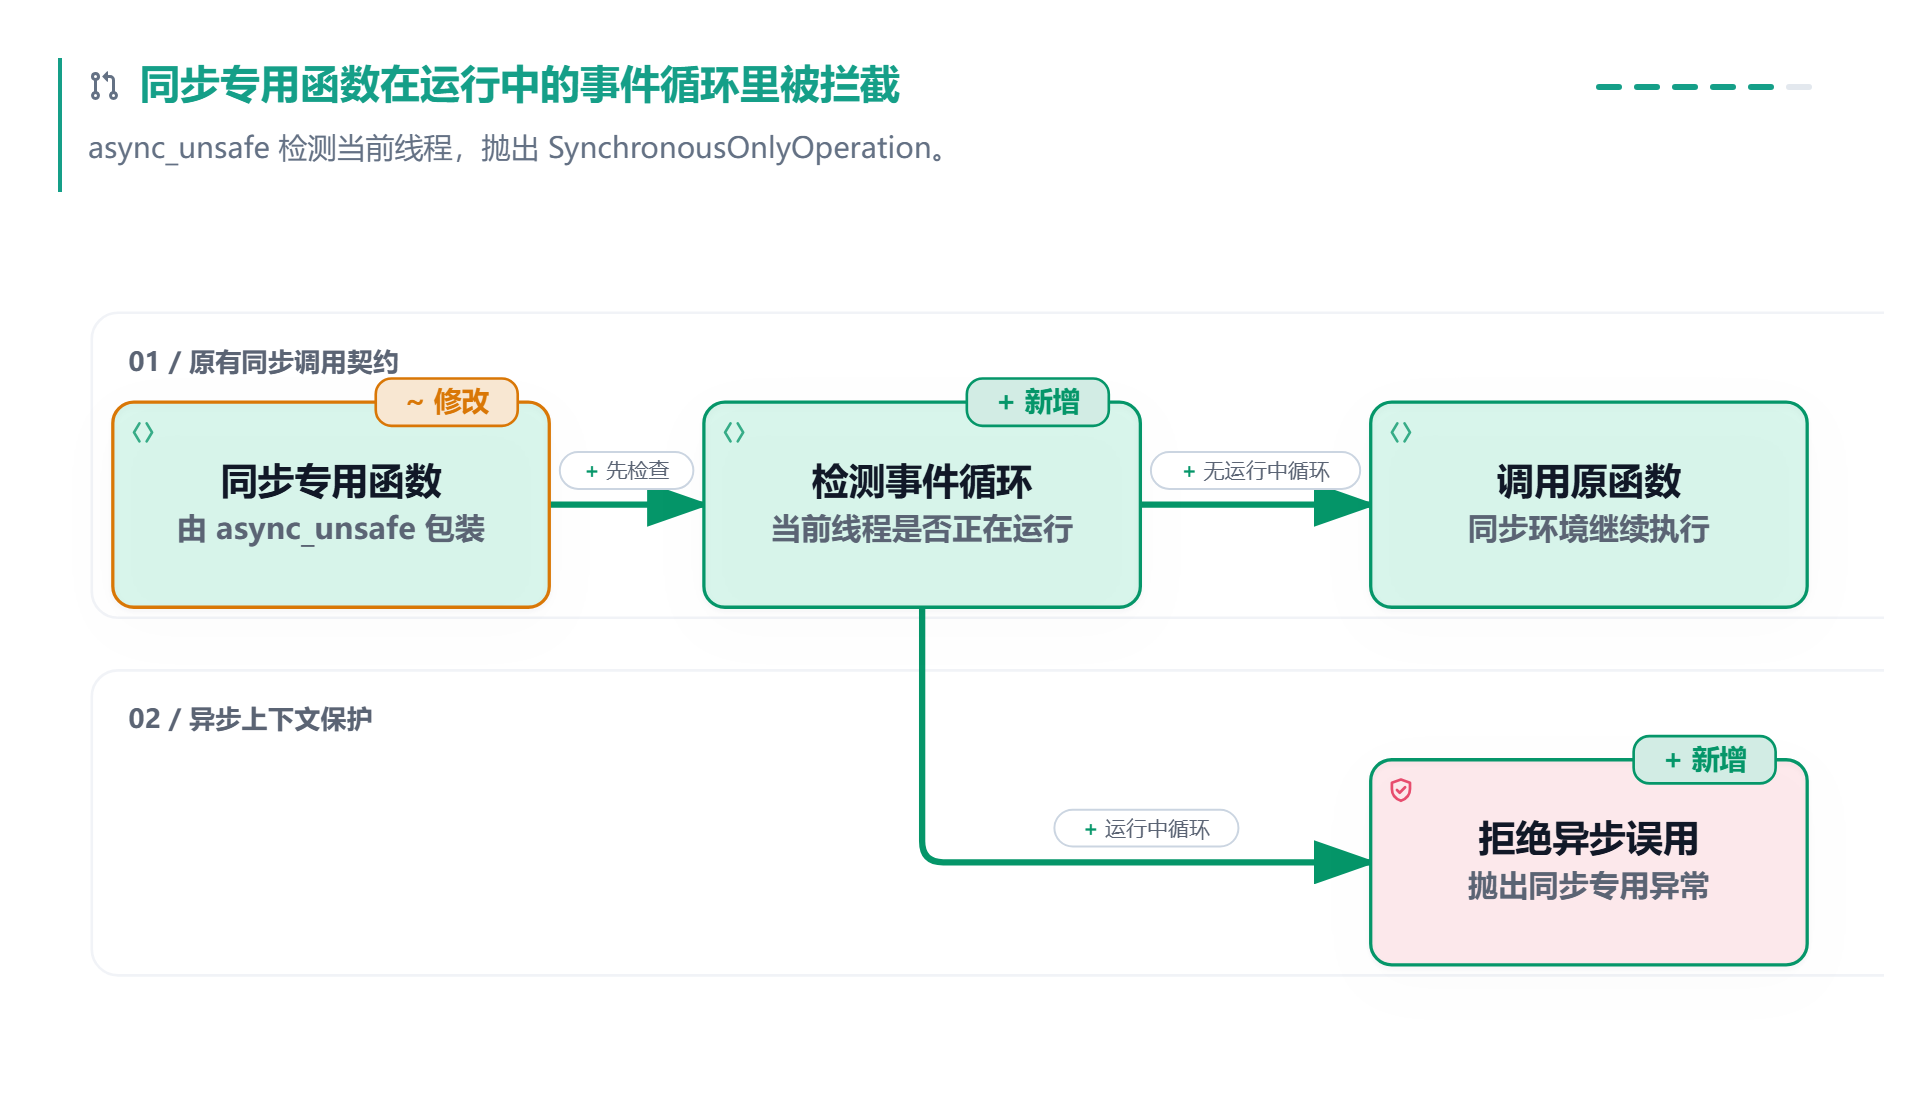 同步专用函数在运行中的事件循环里被拦截
async_unsafe 检测当前线程，抛出 SynchronousOnlyOperation。
01 / 原有同步调用契约
~ 修改
+ 新增
同步专用函数
由 async_unsafe 包装
+ 先检查
检测事件循环
当前线程是否正在运行
+ 无运行中循环
调用原函数
同步环境继续执行
02 / 异步上下文保护
+ 新增
+ 运行中循环
拒绝异步误用
抛出同步专用异常